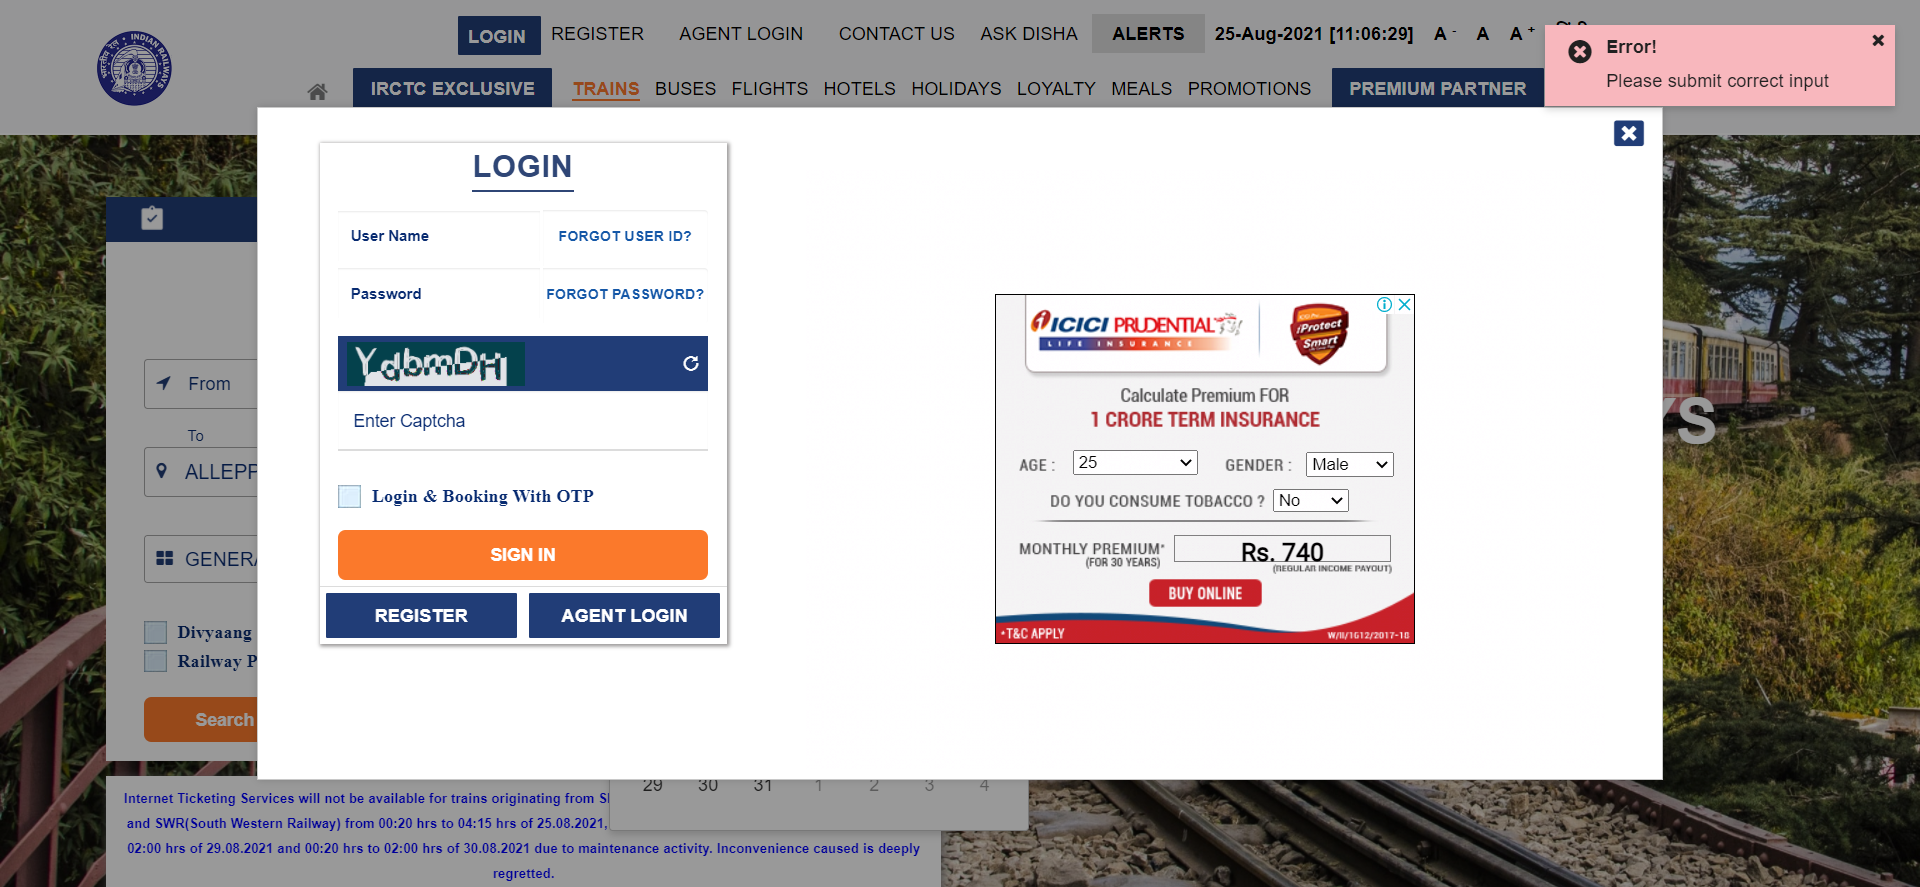 LOGIN REGISTER AGENT LOGIN CONTACT US ASK DISHA ALERTS 25-Aug-2021 [11:06:29] A - A A +
Error!
Please submit correct input
IRCTC EXCLUSIVE TRAINS BUSES FLIGHTS HOTELS HOLIDAYS LOYALTY MEALS PROMOTIONS PREMIUM PARTNER
INDIAN RAILWAYS
LOGIN
User Name FORGOT USER ID?
Password FORGOT PASSWORD?
YdbmDH
Enter Captcha
Login & Booking With OTP
SIGN IN
REGISTER AGENT LOGIN
ICICI PRUDENTIAL
LIFE INSURANCE
iProtect
Smart
Calculate Premium FOR
1 CRORE TERM INSURANCE
AGE : 25 GENDER : Male
DO YOU CONSUME TOBACCO ? No
MONTHLY PREMIUM* Rs. 740
(FOR 30 YEARS) (REGULAR INCOME PAYOUT)
BUY ONLINE
*T&C APPLY W/II/1612/2017-18
From
To
ALLEPP
GENERA
Divyaang
Railway P
Search
YS
29 30 31 1 2 3 4
Internet Ticketing Services will not be available for trains originating from
and SWR(South Western Railway) from 00:20 hrs to 04:15 hrs of 25.08.2021,
02:00 hrs of 29.08.2021 and 00:20 hrs to 02:00 hrs of 30.08.2021 due to maintenance activity. Inconvenience caused is deeply
regretted.